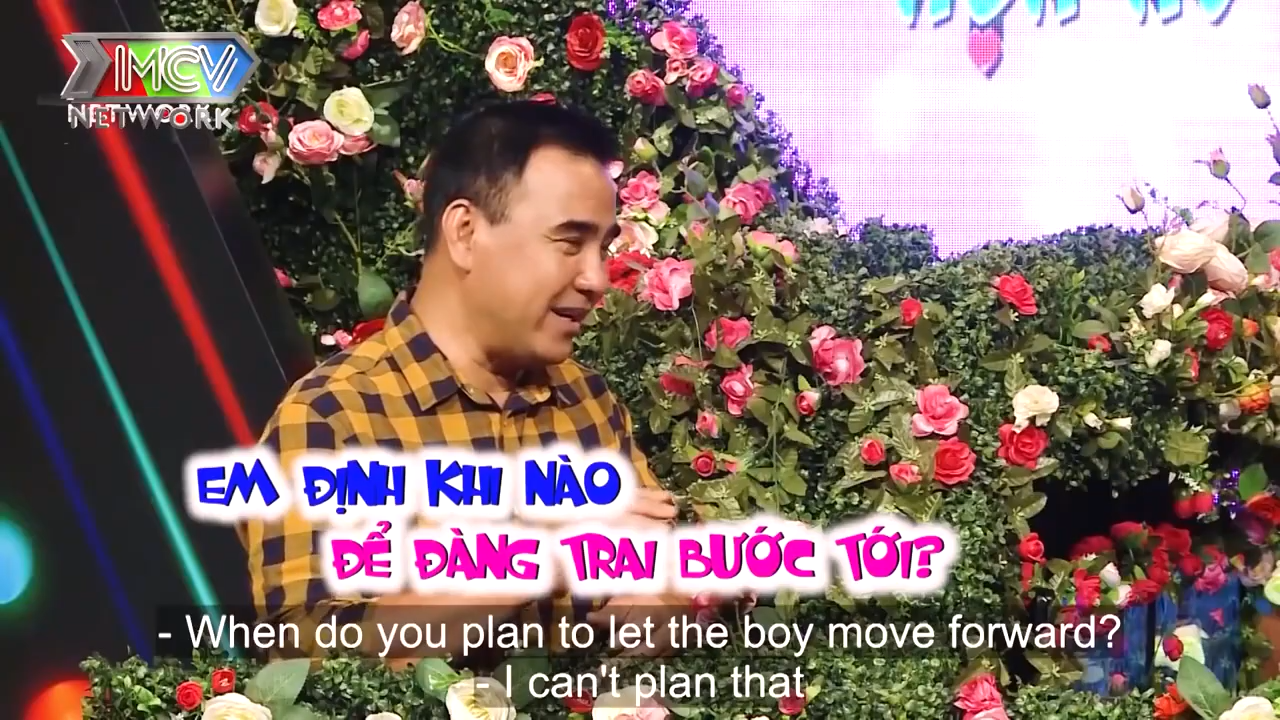 MCV
NETWORK
EM ĐỊNH KHI NÀO
ĐỂ ĐÀNG TRAI BƯỚC TỚI?
- When do you plan to let the boy move forward?
- I can't plan that